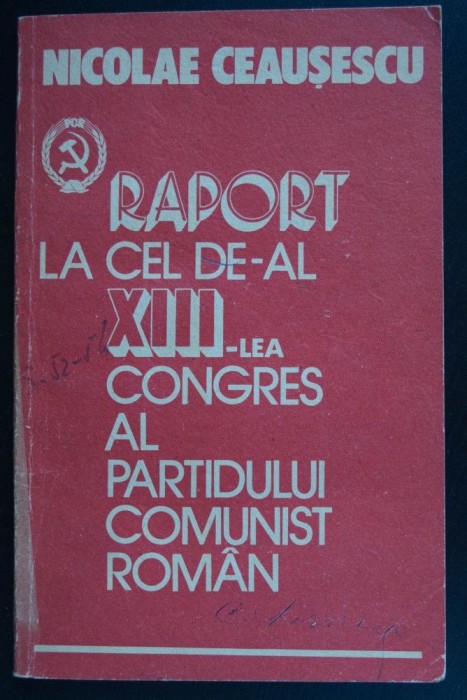 NICOLAE CEAUȘESCU
PCR
RAPORT
LA CEL DE-AL
XIII-LEA
CONGRES
AL
PARTIDULUI
COMUNIST
ROMÂN